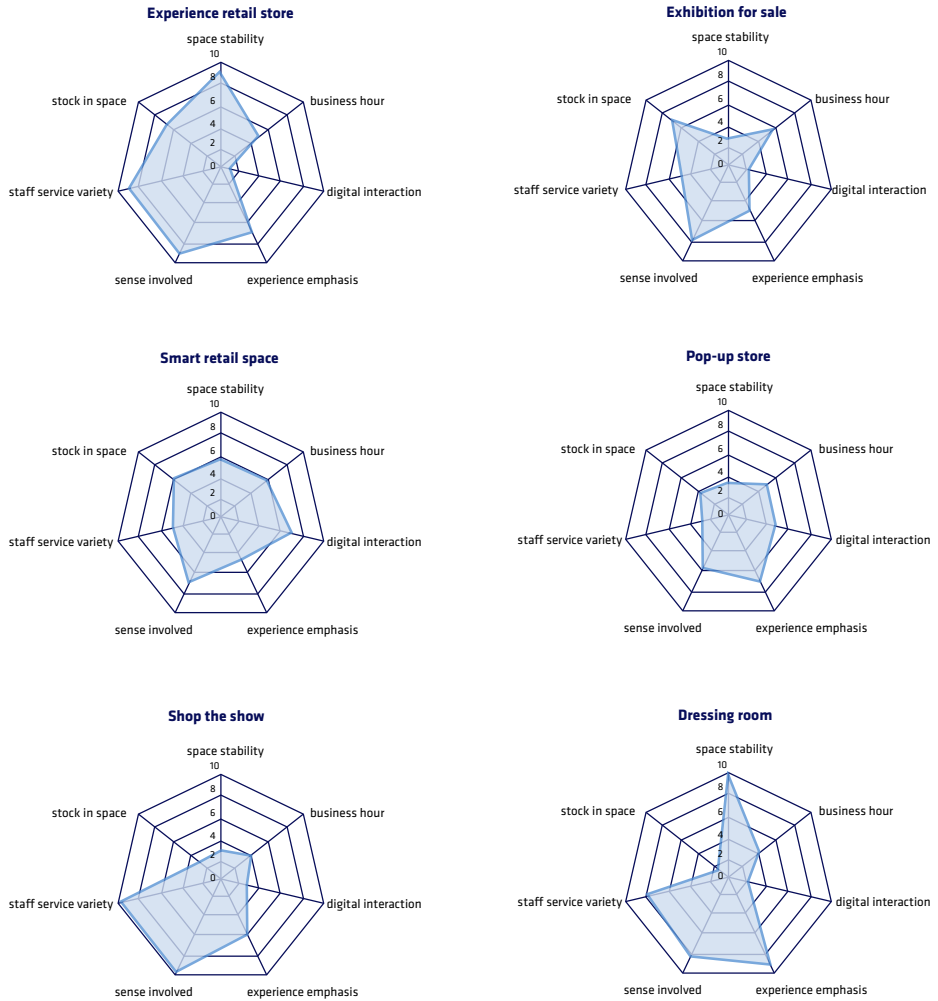 Experience retail store
space stability
10
8
6
4
2
0
stock in space
business hour
staff service variety
digital interaction
sense involved
experience emphasis
Exhibition for sale
space stability
10
8
6
4
2
0
stock in space
business hour
staff service variety
digital interaction
sense involved
experience emphasis
Smart retail space
space stability
10
8
6
4
2
0
stock in space
business hour
staff service variety
digital interaction
sense involved
experience emphasis
Pop-up store
space stability
10
8
6
4
2
0
stock in space
business hour
staff service variety
digital interaction
sense involved
experience emphasis
Shop the show
space stability
10
8
6
4
2
0
stock in space
business hour
staff service variety
digital interaction
sense involved
experience emphasis
Dressing room
space stability
10
8
6
4
2
0
stock in space
business hour
staff service variety
digital interaction
sense involved
experience emphasis